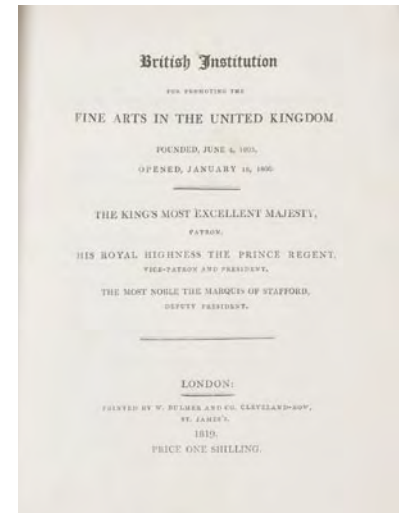 British Institution
FOR PROMOTING THE
FINE ARTS IN THE UNITED KINGDOM
FOUNDED, JUNE 4, 1805,
OPENED, JANUARY 18, 1806.
THE KING'S MOST EXCELLENT MAJESTY,
PATRON,
HIS ROYAL HIGHNESS THE PRINCE REGENT,
VICE-PATRON AND PRESIDENT,
THE MOST NOBLE THE MARQUIS OF STAFFORD,
DEPUTY PRESIDENT.
LONDON:
PRINTED BY W. BULMER AND CO. CLEVELAND-ROW,
ST. JAMES'S.
1819.
PRICE ONE SHILLING.